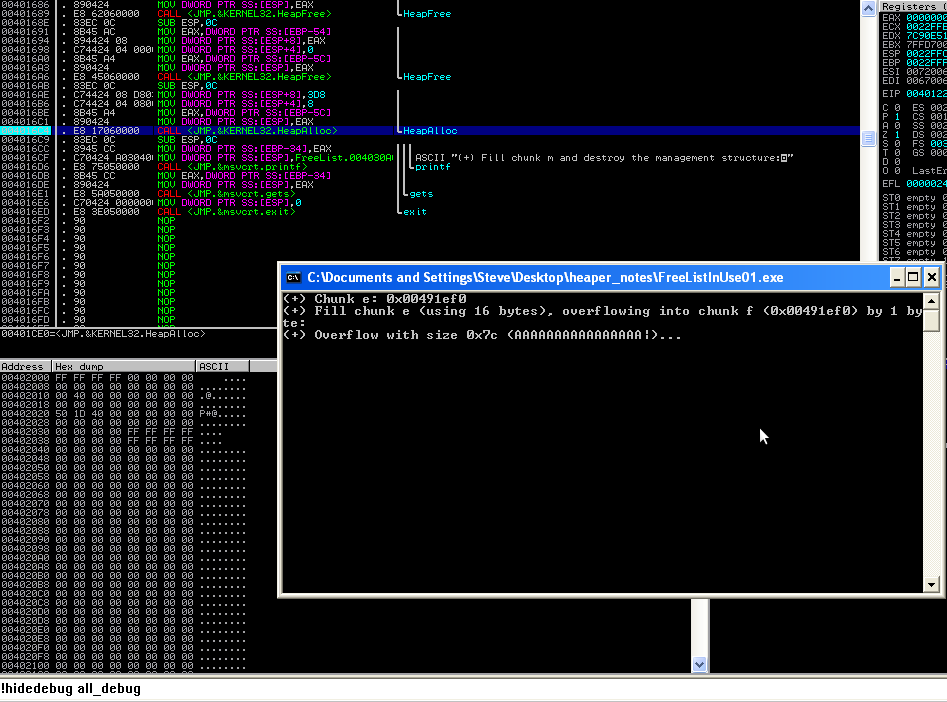 00401686 . 890424 MOV DWORD PTR SS:[ESP],EAX
00401689 . E8 62060000 CALL <JMP.&KERNEL32.HeapFree> HeapFree
0040168E . 83EC 0C SUB ESP,0C
00401691 . 8B45 AC MOV EAX,DWORD PTR SS:[EBP-54]
00401694 . 894424 08 MOV DWORD PTR SS:[ESP+8],EAX
00401698 . C74424 04 000 MOV DWORD PTR SS:[ESP+4],0
004016A0 . 8B45 A4 MOV EAX,DWORD PTR SS:[EBP-5C]
004016A3 . 890424 MOV DWORD PTR SS:[ESP],EAX
004016A6 . E8 45060000 CALL <JMP.&KERNEL32.HeapFree> HeapFree
004016AB . 83EC 0C SUB ESP,0C
004016AE . C74424 08 D80 MOV DWORD PTR SS:[ESP+8],3D8
004016B6 . C74424 04 080 MOV DWORD PTR SS:[ESP+4],8
004016BE . 8B45 A4 MOV EAX,DWORD PTR SS:[EBP-5C]
004016C1 . 890424 MOV DWORD PTR SS:[ESP],EAX
. E8 17060000 CALL <JMP.&KERNEL32.HeapAlloc> HeapAlloc
004016C9 . 83EC 0C SUB ESP,0C
004016CC . 8945 CC MOV DWORD PTR SS:[EBP-34],EAX
004016CF . C70424 A03040 MOV DWORD PTR SS:[ESP],FreeList.004030A0 ASCII "(+) Fill chunk m and destroy the management structure:"
004016D6 . E8 75050000 CALL <JMP.&msvcrt.printf> printf
004016DB . 8B45 CC MOV EAX,DWORD PTR SS:[EBP-34]
004016DE . 890424 MOV DWORD PTR SS:[ESP],EAX
004016E1 . E8 5A050000 CALL <JMP.&msvcrt.gets> gets
004016E6 . C70424 000000 MOV DWORD PTR SS:[ESP],0
004016ED . E8 3E050000 CALL <JMP.&msvcrt.exit> exit
004016F2 . 90 NOP
004016F3 . 90 NOP
004016F4 . 90 NOP
004016F5 . 90 NOP
004016F6 . 90 NOP
004016F7 . 90 NOP
004016F8 . 90 NOP
004016F9 . 90 NOP
004016FA . 90 NOP
004016FB . 90 NOP
004016FC . 90 NOP
004016FD . 90 NOP
00401CE0=<JMP.&KERNEL32.HeapAlloc>
Registers (
EAX 0000000
ECX 0022FFB
EDX 7C90E51
EBX 7FFD700
ESP 0022FFC
EBP 0022FFF
ESI 0072006
EDI 0067006
EIP 0040122
C 0 ES 002
P 1 CS 001
A 0 SS 002
Z 1 DS 002
S 0 FS 003
T 0 GS 000
D 0
O 0 LastEr
EFL 0000024
ST0 empty
ST1 empty
ST2 empty
ST3 empty
ST4 empty
ST5 empty
ST6 empty
C:\Documents and Settings\Steve\Desktop\heaper_notes\FreeListInUse01.exe
(+) Chunk e: 0x00491ef0
(+) Fill chunk e (using 16 bytes), overflowing into chunk f (0x00491ef0) by 1 by
te:
(+) Overflow with size 0x7c (AAAAAAAAAAAAAAAA!)...
Address Hex dump ASCII
00402000 FF FF FF FF 00 00 00 00 ....
00402008 00 00 00 00 00 00 00 00 ........
00402010 00 40 00 00 00 00 00 00 .@......
00402018 00 00 00 00 00 00 00 00 ........
00402020 50 1D 40 00 00 00 00 00
00402028 00 00 00 00 00 00 00 00 ........
00402030 00 00 00 00 FF FF FF FF ....
00402038 00 00 00 00 FF FF FF FF ....
00402040 00 00 00 00 00 00 00 00 ........
00402048 00 00 00 00 00 00 00 00 ........
00402050 00 00 00 00 00 00 00 00 ........
00402058 00 00 00 00 00 00 00 00 ........
00402060 00 00 00 00 00 00 00 00 ........
00402068 00 00 00 00 00 00 00 00 ........
00402070 00 00 00 00 00 00 00 00 ........
00402078 00 00 00 00 00 00 00 00 ........
00402080 00 00 00 00 00 00 00 00 ........
00402088 00 00 00 00 00 00 00 00 ........
00402090 00 00 00 00 00 00 00 00 ........
00402098 00 00 00 00 00 00 00 00 ........
004020A0 00 00 00 00 00 00 00 00 ........
004020A8 00 00 00 00 00 00 00 00 ........
004020B0 00 00 00 00 00 00 00 00 ........
004020B8 00 00 00 00 00 00 00 00 ........
004020C0 00 00 00 00 00 00 00 00 ........
004020C8 00 00 00 00 00 00 00 00 ........
004020D0 00 00 00 00 00 00 00 00 ........
004020D8 00 00 00 00 00 00 00 00 ........
004020E0 00 00 00 00 00 00 00 00 ........
004020E8 00 00 00 00 00 00 00 00 ........
004020F0 00 00 00 00 00 00 00 00 ........
004020F8 00 00 00 00 00 00 00 00 ........
00402100 00 00 00 00 00 00 00 00 ........
!hidedebug all_debug